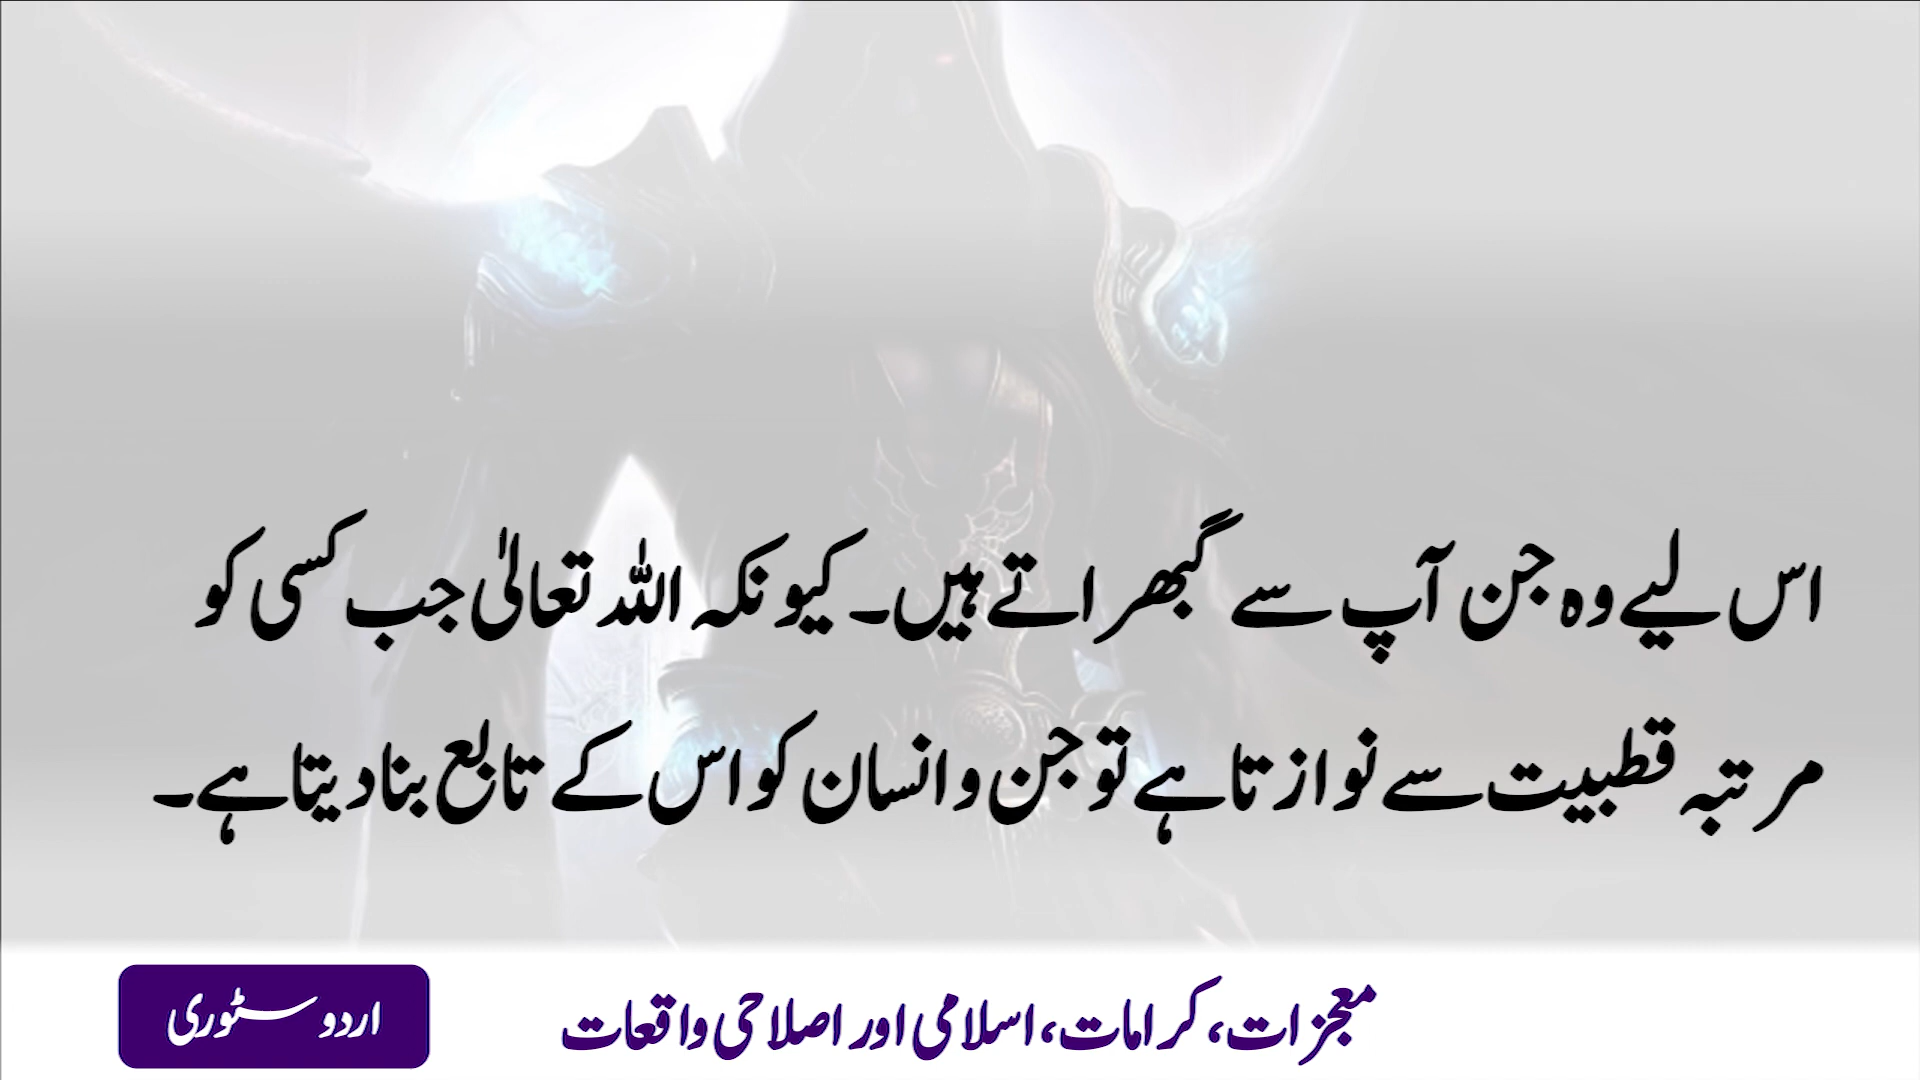 اس لیے وہ جن آپ سے گبھراتے ہیں۔ کیونکہ اللہ تعالیٰ جب کسی کو
مرتبہ قطبیت سے نوازتا ہے تو جن و انسان کو اس کے تابع بنا دیتا ہے۔
معجزات، کرامات، اسلامی اور اصلاحی واقعات
اردو سٹوری